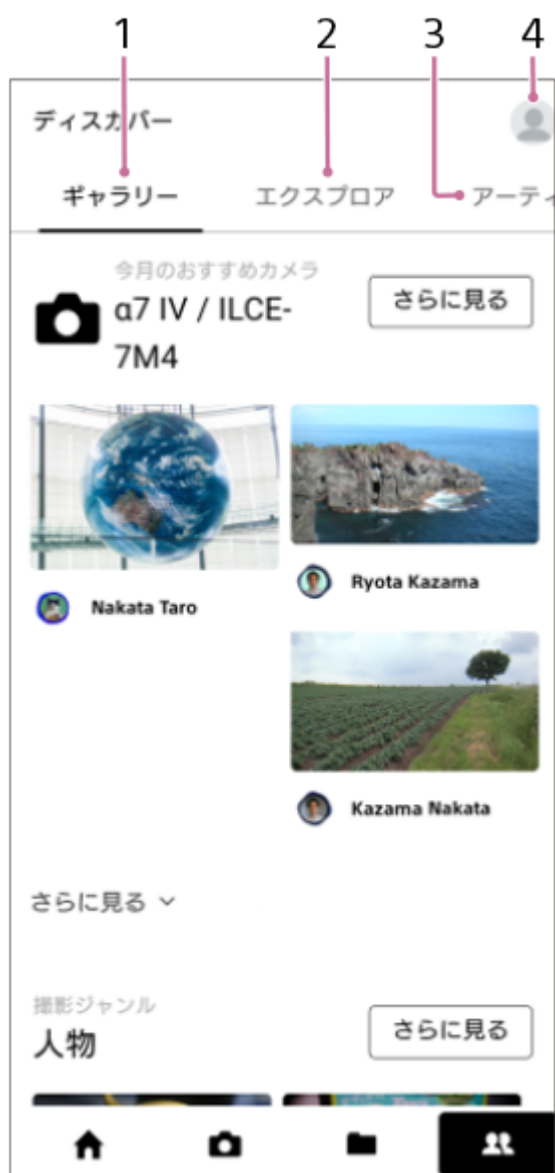 1 2 3 4
ディスカバー
ギャラリー エクスプロア アーティ
今月のおすすめカメラ
α7 IV / ILCE-
7M4
さらに見る
Nakata Taro
Ryota Kazama
Kazama Nakata
さらに見る
撮影ジャンル
人物
さらに見る